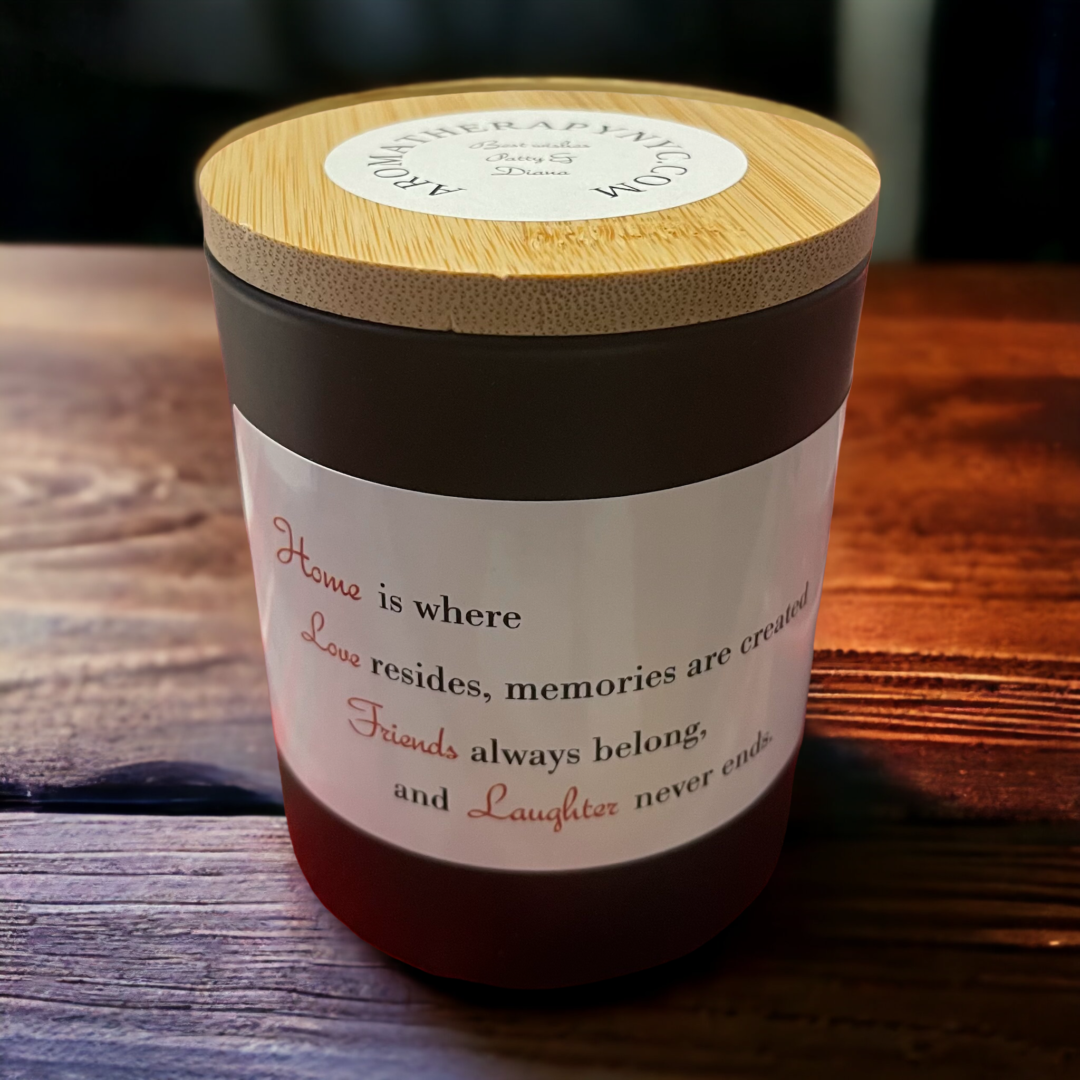 AROMATHERAPYNYC.COM
Best wishes
Patty &
Diana
Home is where
Love resides, memories are created
Friends always belong,
and Laughter never ends.